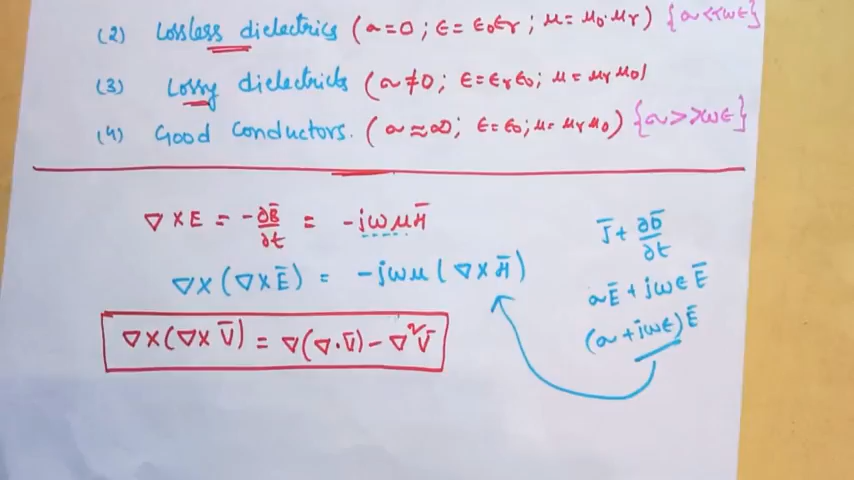 (2) Lossless dielectrics (σ=0 ; ε= ε₀εᵣ ; μ= μ₀·μᵣ) {σ<<ωε}
(3) Lossy dielectrics (σ≠0; ε=εᵣε₀; μ=μᵣμ₀)
(4) Good Conductors. (σ≈∞; ε=ε₀; μ=μᵣμ₀) {σ>>ωε}
∇×E = -∂B̄/∂t = -jωμH̄
∇×(∇×Ē) = -jωμ(∇×H̄)
∇×(∇×V̄) = ∇(∇·V̄) - ∇²V̄
J̄ + ∂D̄/∂t
σĒ + jωε Ē
(σ+jωε)Ē